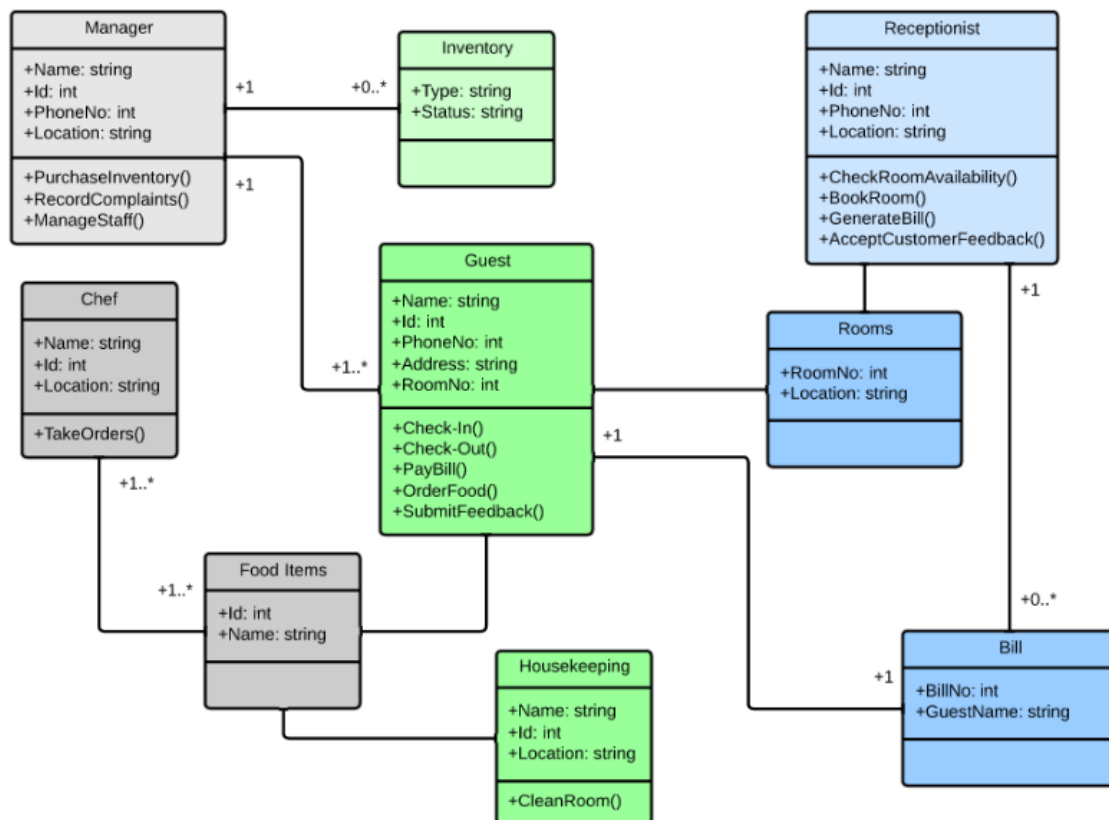 Manager
+Name: string
+Id: int
+PhoneNo: int
+Location: string
+PurchaseInventory()
+RecordComplaints()
+ManageStaff()
+1
+0..*
Inventory
+Type: string
+Status: string
Receptionist
+Name: string
+Id: int
+PhoneNo: int
+Location: string
+CheckRoomAvailability()
+BookRoom()
+GenerateBill()
+AcceptCustomerFeedback()
+1
+1..*
Guest
+Name: string
+Id: int
+PhoneNo: int
+Address: string
+RoomNo: int
+Check-In()
+Check-Out()
+PayBill()
+OrderFood()
+SubmitFeedback()
Chef
+Name: string
+Id: int
+Location: string
+TakeOrders()
+1..*
+1..*
Rooms
+RoomNo: int
+Location: string
+1
+0..*
+1
+1
Food Items
+Id: int
+Name: string
Housekeeping
+Name: string
+Id: int
+Location: string
+CleanRoom()
Bill
+BillNo: int
+GuestName: string